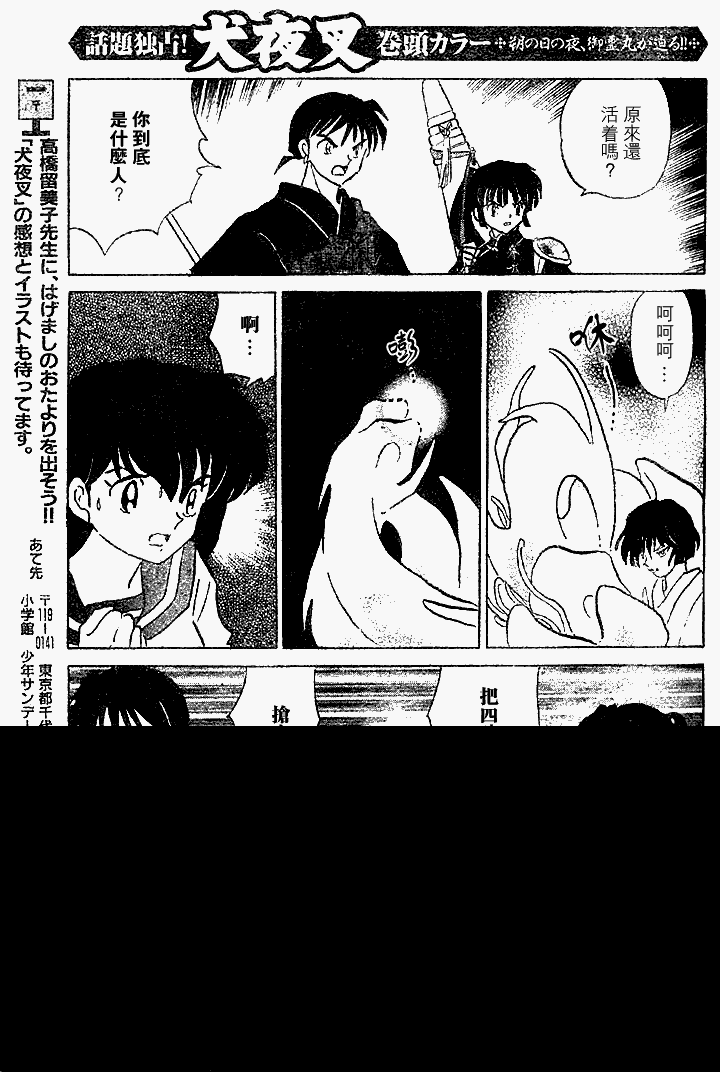 話題独占!犬夜叉巻頭カラー
朔の日の夜、御霊丸が迫る!!
原來還
活着嗎?
你到底
是什麼人?
呵呵呵…
咻…
嘭…
啊…
把四
搶
高橋留美子先生に、はげましのおたよりを出そう!!
「犬夜叉」の感想とイラストも待ってます。
あて先
〒119-0141 東京都千代
小学館 少年サンデー